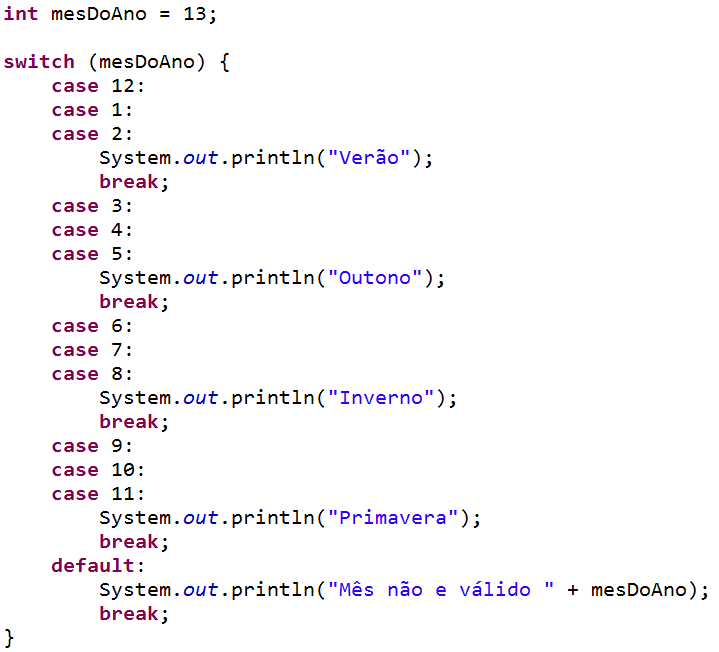 int mesDoAno = 13;

switch (mesDoAno) {
    case 12:
    case 1:
    case 2:
        System.out.println("Verão");
        break;
    case 3:
    case 4:
    case 5:
        System.out.println("Outono");
        break;
    case 6:
    case 7:
    case 8:
        System.out.println("Inverno");
        break;
    case 9:
    case 10:
    case 11:
        System.out.println("Primavera");
        break;
    default:
        System.out.println("Mês não e válido " + mesDoAno);
        break;
}